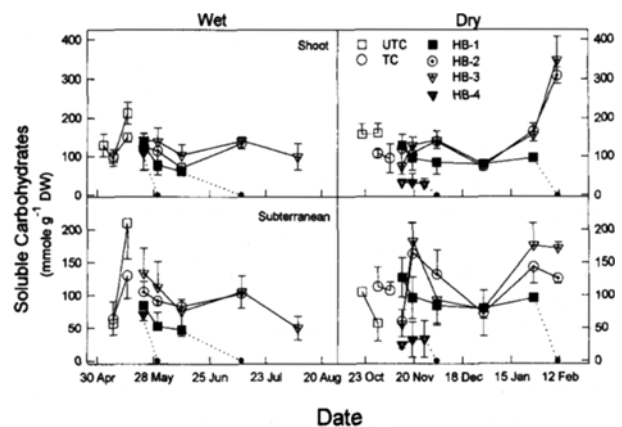 Wet
Dry
Shoot
UTC
TC
HB-1
HB-2
HB-3
HB-4
400
300
200
100
0
400
300
200
100
0
Subterranean
200
150
100
50
0
200
150
100
50
0
Soluble Carbohydrates
(mmole g-1 DW)
30 Apr 28 May 25 Jun 23 Jul 20 Aug
23 Oct 20 Nov 18 Dec 15 Jan 12 Feb
Date